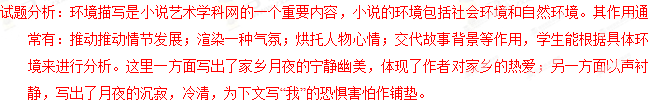 试题分析：环境描写是小说艺术学科网的一个重要内容，小说的环境包括社会环境和自然环境。其作用通
常有：推动推动情节发展；渲染一种气氛；烘托人物心情；交代故事背景等作用，学生能根据具体环
境来进行分析。这里一方面写出了家乡月夜的宁静幽美，体现了作者对家乡的热爱；另一方面以声衬
静，写出了月夜的沉寂，冷清，为下文写“我”的恐惧害怕作铺垫。